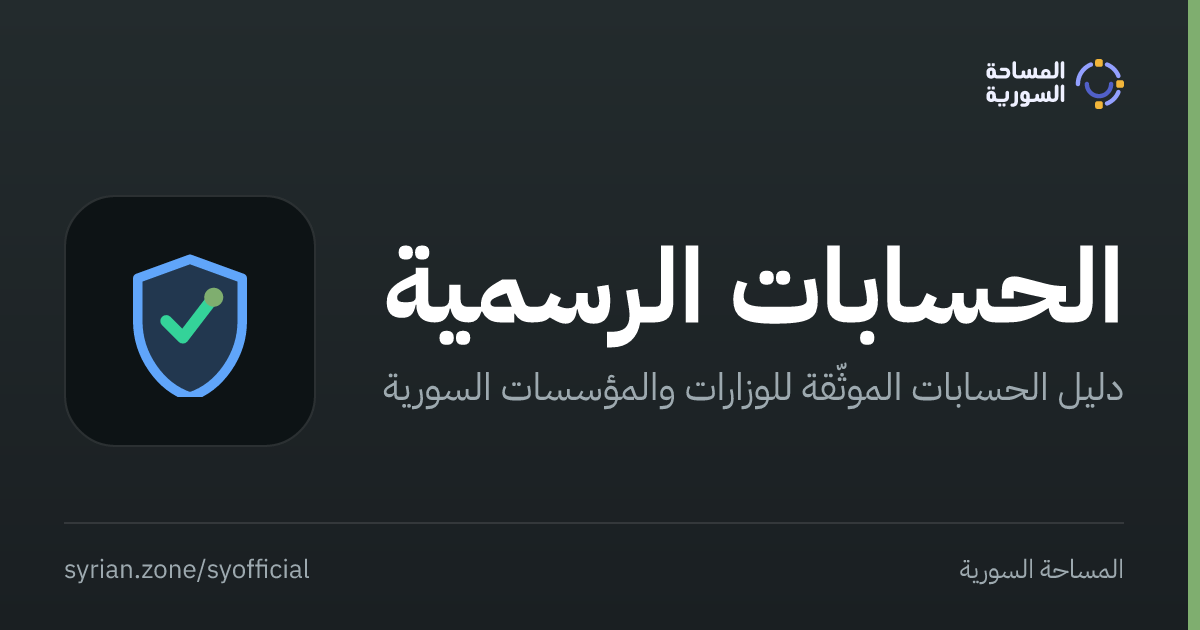 المساحة
السورية
الحسابات الرسمية
دليل الحسابات الموثّقة للوزارات والمؤسسات السورية
المساحة السورية
syrian.zone/syofficial